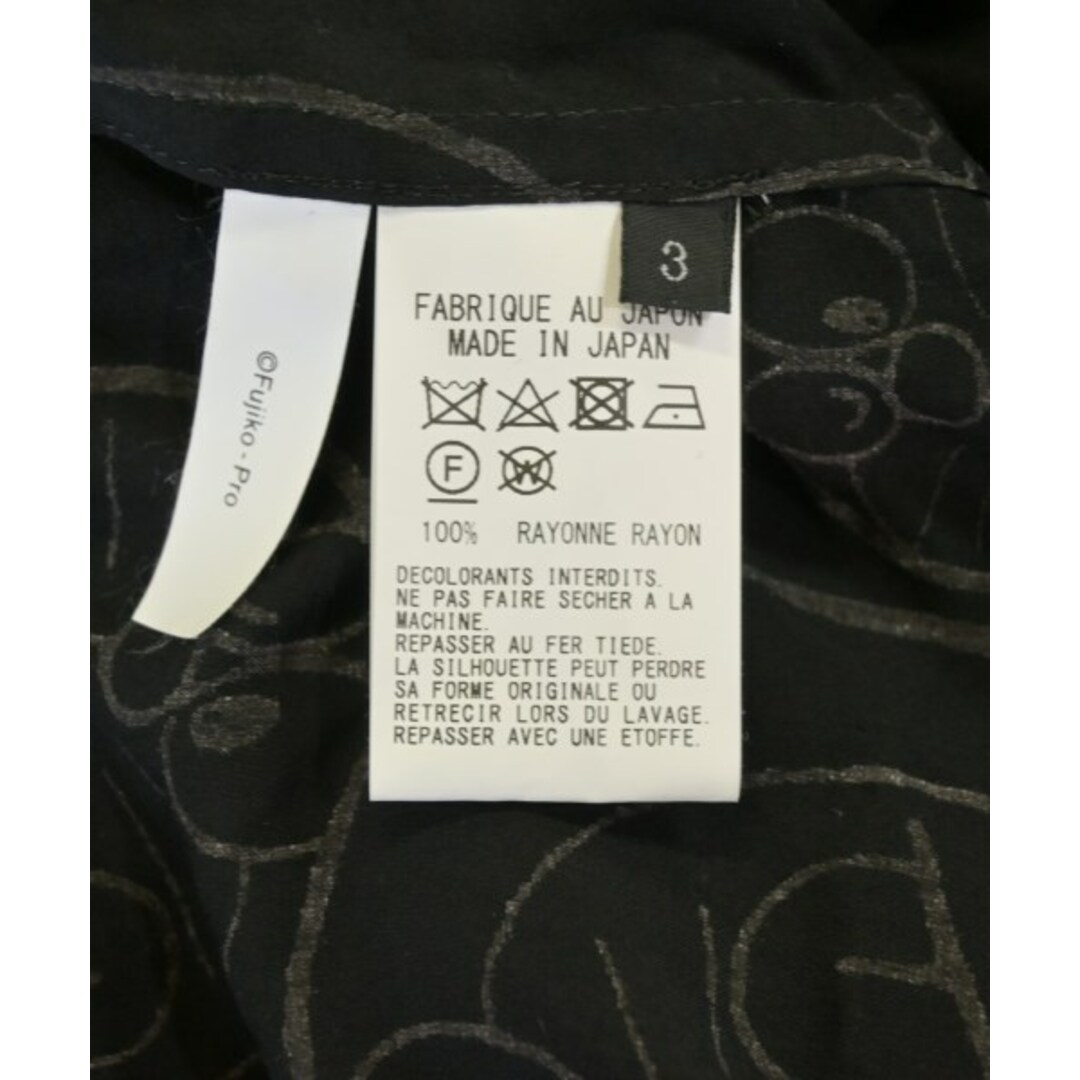 3
FABRIQUE AU JAPON
MADE IN JAPAN
F
W
100% RAYONNE RAYON
DECOLORANTS INTERDITS.
NE PAS FAIRE SECHER A LA
MACHINE.
REPASSER AU FER TIEDE.
LA SILHOUETTE PEUT PERDRE
SA FORME ORIGINALE OU
RETRECIR LORS DU LAVAGE.
REPASSER AVEC UNE ETOFFE.
©Fujiko-Pro